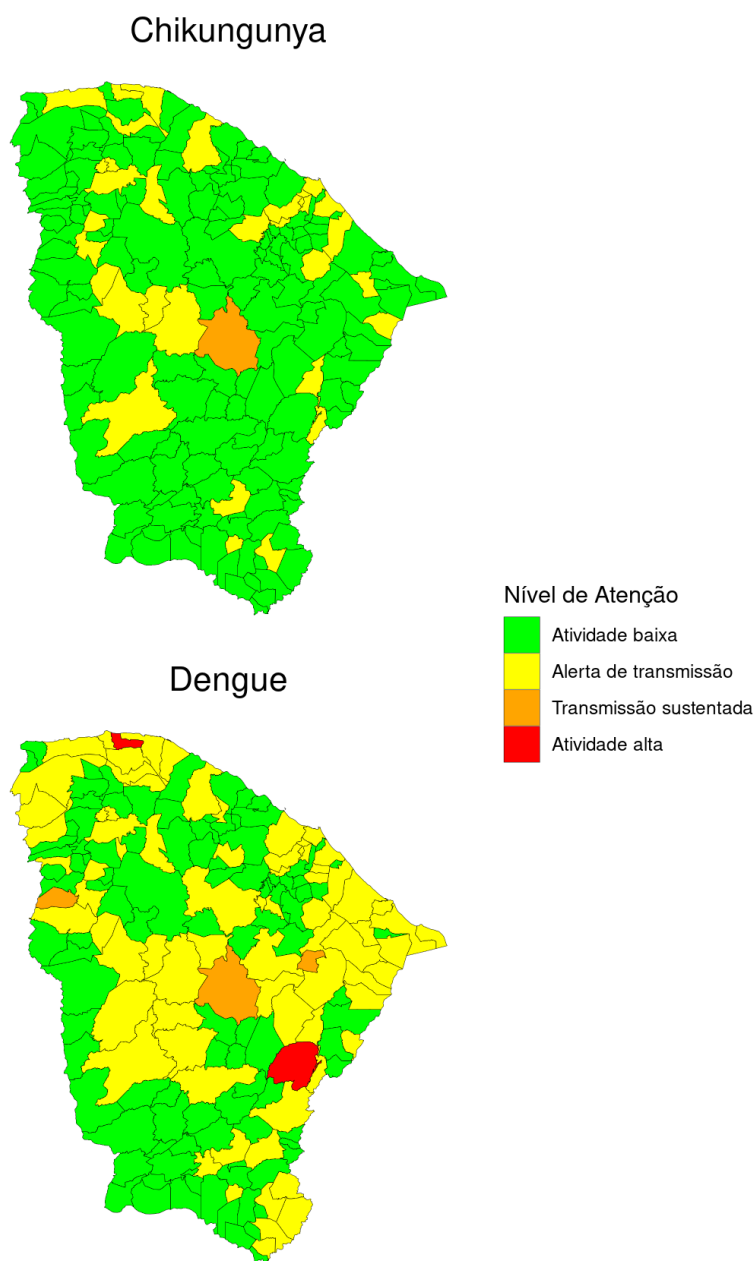 Chikungunya
Nível de Atenção
Atividade baixa
Alerta de transmissão
Transmissão sustentada
Atividade alta
Dengue